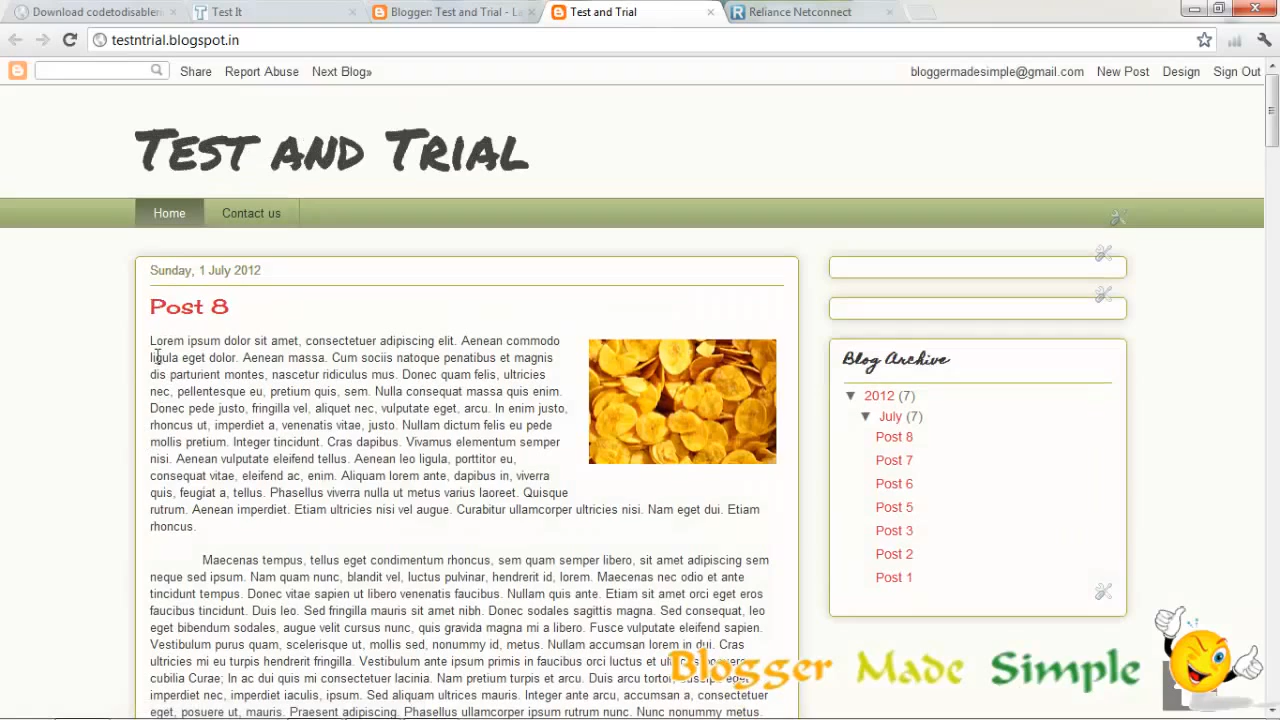 Download codetodisablen
Test It
Blogger: Test and Trial - La
Test and Trial
Reliance Netconnect
testntrial.blogspot.in
Share
Report Abuse
Next Blog»
bloggermadesimple@gmail.com
New Post
Design
Sign Out
Test and Trial
Home
Contact us
Sunday, 1 July 2012
Post 8
Lorem ipsum dolor sit amet, consectetuer adipiscing elit. Aenean commodo
ligula eget dolor. Aenean massa. Cum sociis natoque penatibus et magnis
dis parturient montes, nascetur ridiculus mus. Donec quam felis, ultricies
nec, pellentesque eu, pretium quis, sem. Nulla consequat massa quis enim.
Donec pede justo, fringilla vel, aliquet nec, vulputate eget, arcu. In enim justo,
rhoncus ut, imperdiet a, venenatis vitae, justo. Nullam dictum felis eu pede
mollis pretium. Integer tincidunt. Cras dapibus. Vivamus elementum semper
nisi. Aenean vulputate eleifend tellus. Aenean leo ligula, porttitor eu,
consequat vitae, eleifend ac, enim. Aliquam lorem ante, dapibus in, viverra
quis, feugiat a, tellus. Phasellus viverra nulla ut metus varius laoreet. Quisque
rutrum. Aenean imperdiet. Etiam ultricies nisi vel augue. Curabitur ullamcorper ultricies nisi. Nam eget dui. Etiam
rhoncus.
Maecenas tempus, tellus eget condimentum rhoncus, sem quam semper libero, sit amet adipiscing sem
neque sed ipsum. Nam quam nunc, blandit vel, luctus pulvinar, hendrerit id, lorem. Maecenas nec odio et ante
tincidunt tempus. Donec vitae sapien ut libero venenatis faucibus. Nullam quis ante. Etiam sit amet orci eget eros
faucibus tincidunt. Duis leo. Sed fringilla mauris sit amet nibh. Donec sodales sagittis magna. Sed consequat, leo
eget bibendum sodales, augue velit cursus nunc, quis gravida magna mi a libero. Fusce vulputate eleifend sapien.
Vestibulum purus quam, scelerisque ut, mollis sed, nonummy id, metus. Nullam accumsan lorem in dui. Cras
ultricies mi eu turpis hendrerit fringilla. Vestibulum ante ipsum primis in faucibus orci luctus et ultrices
cubilia Curae; In ac dui quis mi consectetuer lacinia. Nam pretium turpis et arcu. Duis arcu tortor,
imperdiet nec, imperdiet iaculis, ipsum. Sed aliquam ultrices mauris. Integer ante arcu, accumsan a, consectetuer
eget, posuere ut, mauris. Praesent adipiscing. Phasellus ullamcorper ipsum rutrum nunc. Nunc nonummy metus.
Blog Archive
▼ 2012 (7)
▼ July (7)
Post 8
Post 7
Post 6
Post 5
Post 3
Post 2
Post 1
Blogger Made Simple